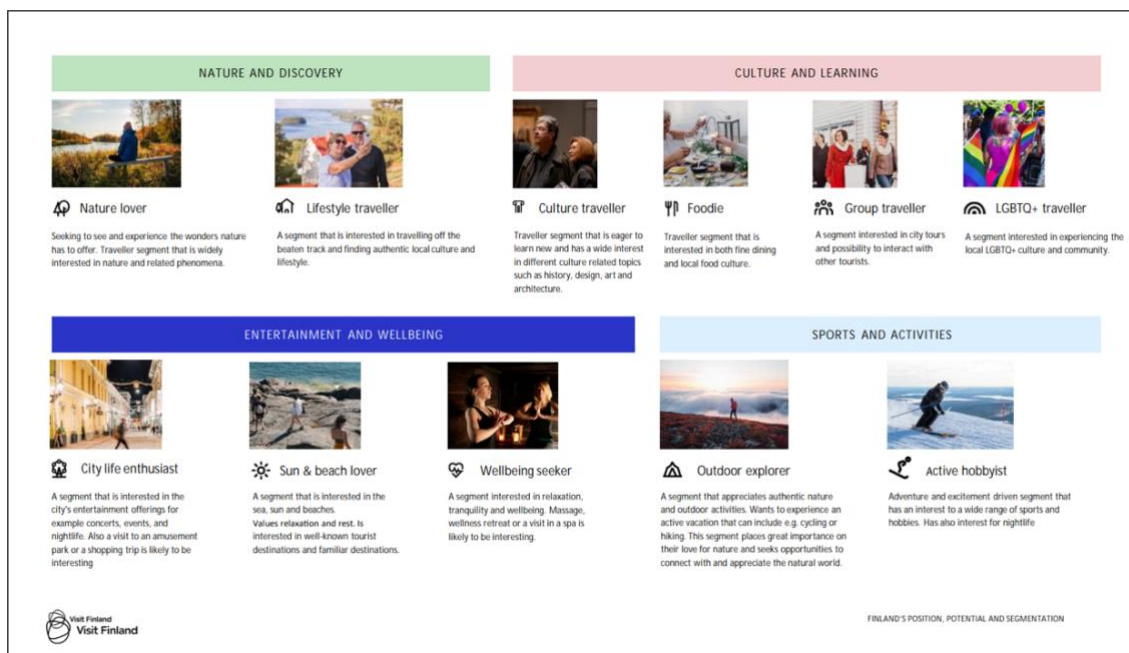 NATURE AND DISCOVERY
CULTURE AND LEARNING
Nature lover
Seeking to see and experience the wonders nature
has to offer. Traveller segment that is widely
interested in nature and related phenomena.
Lifestyle traveller
A segment that is interested in travelling off the
beaten track and finding authentic local culture and
lifestyle.
Culture traveller
Traveller segment that is eager to
learn new and has a wide interest
in different culture related topics
such as history, design, art and
architecture.
Foodie
Traveller segment that is
interested in both fine dining
and local food culture.
Group traveller
A segment interested in city tours
and possibility to interact with
other tourists.
LGBTQ+ traveller
A segment interested in experiencing the
local LGBTQ+ culture and community.
ENTERTAINMENT AND WELLBEING
SPORTS AND ACTIVITIES
City life enthusiast
A segment that is interested in the
city's entertainment offerings for
example concerts, events, and
nightlife. Also a visit to an amusement
park or a shopping trip is likely to be
interesting
Sun & beach lover
A segment that is interested in the
sea, sun and beaches.
Values relaxation and rest. Is
interested in well-known tourist
destinations and familiar destinations.
Wellbeing seeker
A segment interested in relaxation,
tranquility and wellbeing. Massage,
wellness retreat or a visit in a spa is
likely to be interesting.
Outdoor explorer
A segment that appreciates authentic nature
and outdoor activities. Wants to experience an
active vacation that can include e.g. cycling or
hiking. This segment places great importance on
their love for nature and seeks opportunities to
connect with and appreciate the natural world.
Active hobbyist
Adventure and excitement driven segment that
has an interest to a wide range of sports and
hobbies. Has also interest for nightlife
Visit Finland
Visit Finland
FINLAND'S POSITION, POTENTIAL AND SEGMENTATION